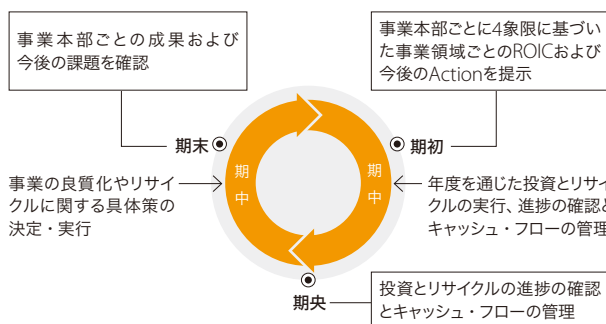 事業本部ごとの成果および
今後の課題を確認
事業本部ごとに4象限に基づい
た事業領域ごとのROICおよび
今後のActionを提示
期末
期初
期
中
期
中
事業の良質化やリサイ
クルに関する具体策の
決定・実行
年度を通じた投資とリサイ
クルの実行、進捗の確認と
キャッシュ・フローの管理
期央
投資とリサイクルの進捗の確認
とキャッシュ・フローの管理